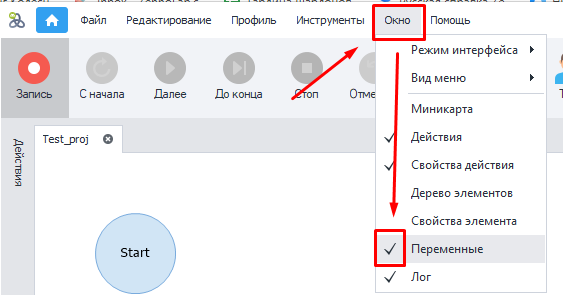 Файл Редактирование Профиль Инструменты Окно Помощь
Запись С начала Далее До конца Стоп
Режим интерфейса
Вид меню
Миникарта
Действия
Свойства действия
Дерево элементов
Свойства элемента
Переменные
Лог
Действия
Test_proj
Start